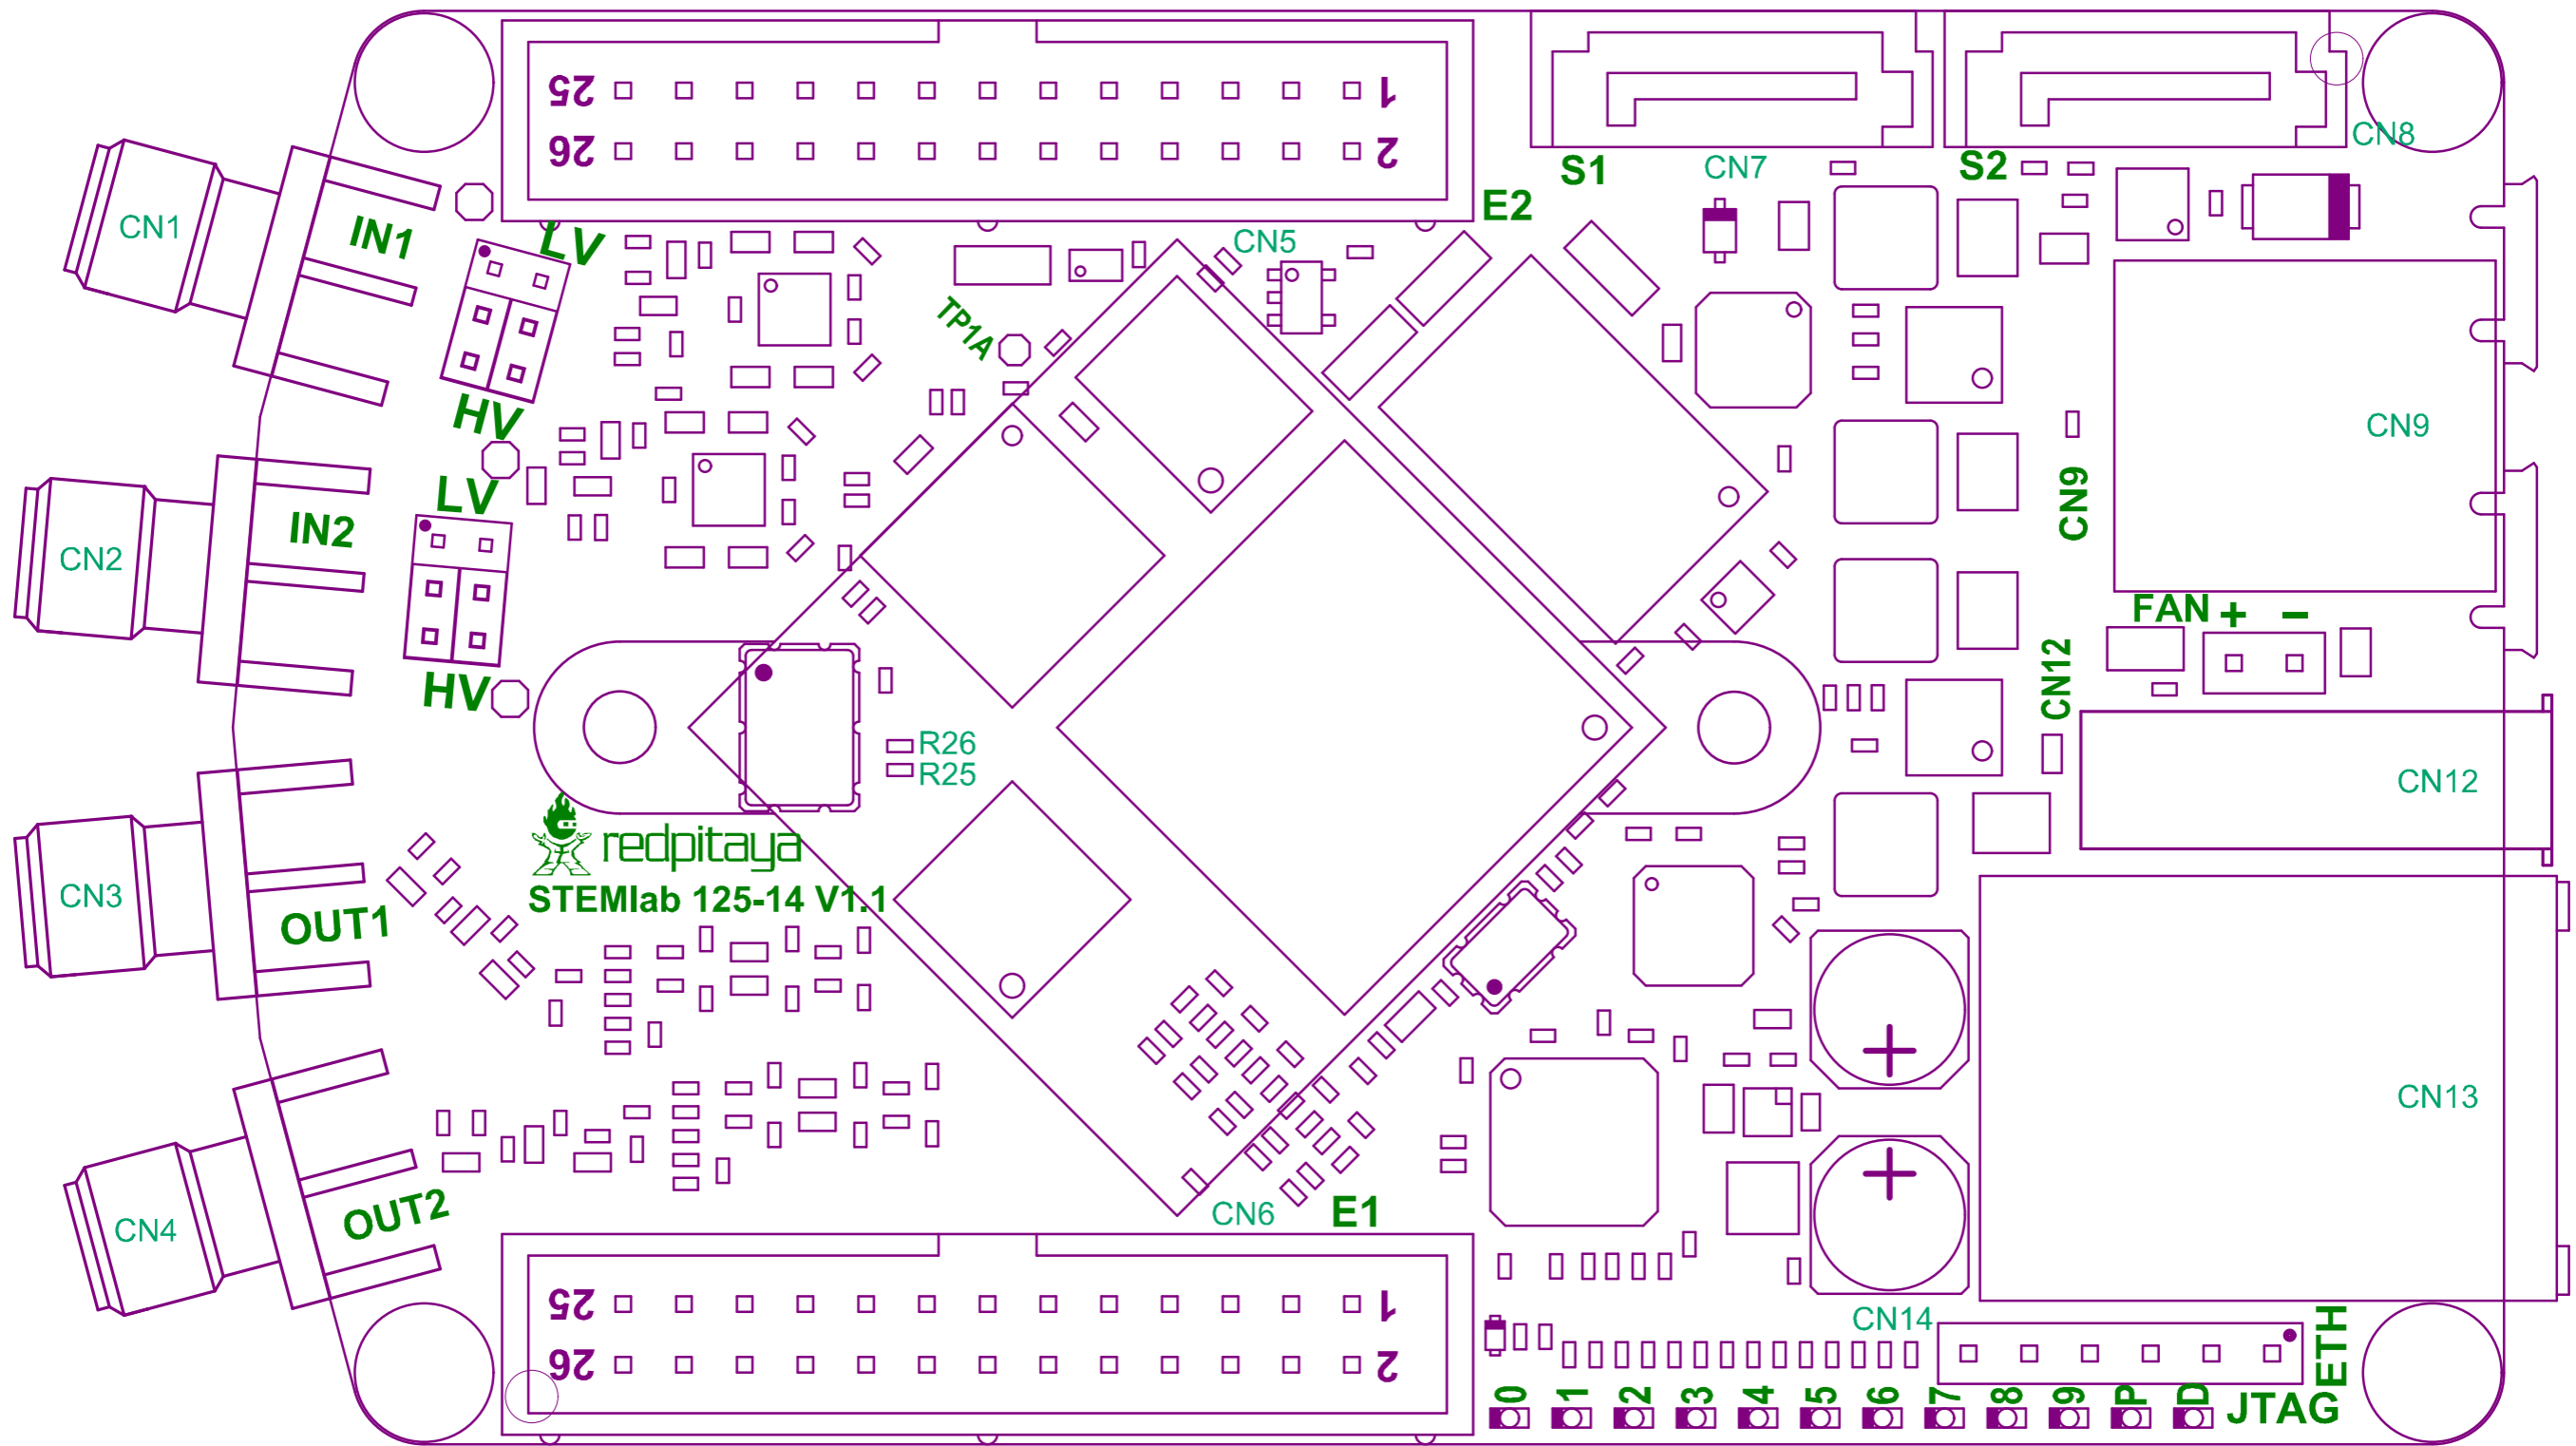 25
1
26
2
CN8
S1
CN7
S2
E2
CN1
IN1
LV
CN5
TP1A
HV
CN9
CN9
LV
CN2
IN2
FAN + −
CN12
HV
R26
R25
CN12
redpitaya
STEMlab 125-14 V1.1
CN3
OUT1
CN13
CN6
E1
CN4
OUT2
25
1
26
2
CN14
ETH
0 1 2 3 4 5 6 7 8 9 P D
JTAG